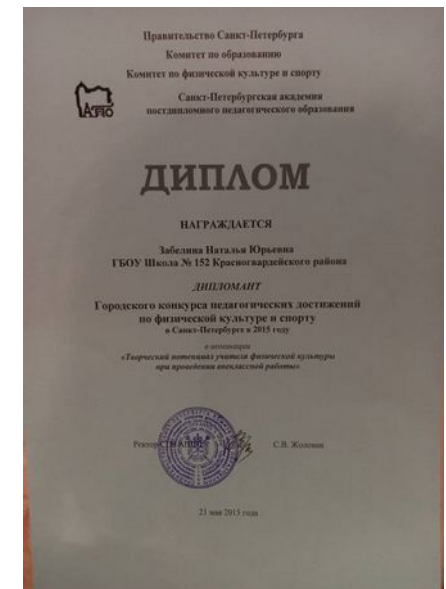 Правительство Санкт-Петербурга
Комитет по образованию
Комитет по физической культуре и спорту
АППО
Санкт-Петербургская академия
постдипломного педагогического образования
ДИПЛОМ
НАГРАЖДАЕТСЯ
Забелина Наталья Юрьевна
ГБОУ Школа № 152 Красногвардейского района
ДИПЛОМАНТ
Городского конкурса педагогических достижений
по физической культуре и спорту
в Санкт-Петербурге в 2015 году
в номинации
«Творческий потенциал учителя физической культуры
при проведении внеклассной работы»
Ректор СПб АППО
С.В. Жолован
21 мая 2015 года